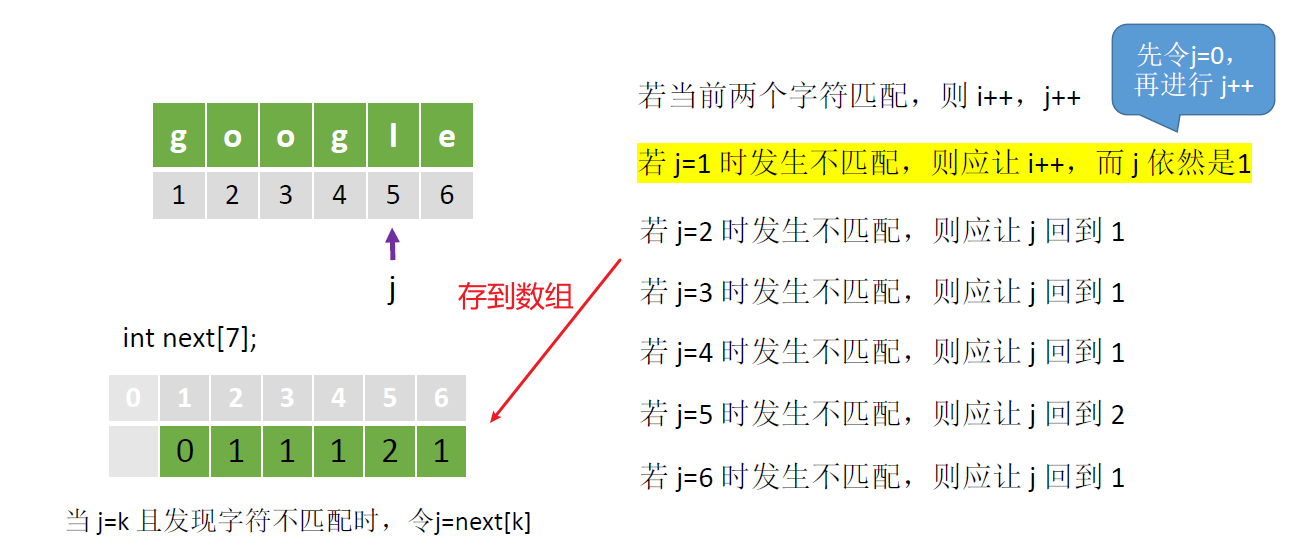 先令j=0，
再进行 j++
若当前两个字符匹配，则 i++，j++
g o o g l e
1 2 3 4 5 6
j
若 j=1 时发生不匹配，则应让 i++，而 j 依然是1
若 j=2 时发生不匹配，则应让 j 回到 1
若 j=3 时发生不匹配，则应让 j 回到 1
若 j=4 时发生不匹配，则应让 j 回到 1
若 j=5 时发生不匹配，则应让 j 回到 2
若 j=6 时发生不匹配，则应让 j 回到 1
存到数组
int next[7];
0 1 2 3 4 5 6
0 1 1 1 2 1
当 j=k 且发现字符不匹配时，令j=next[k]